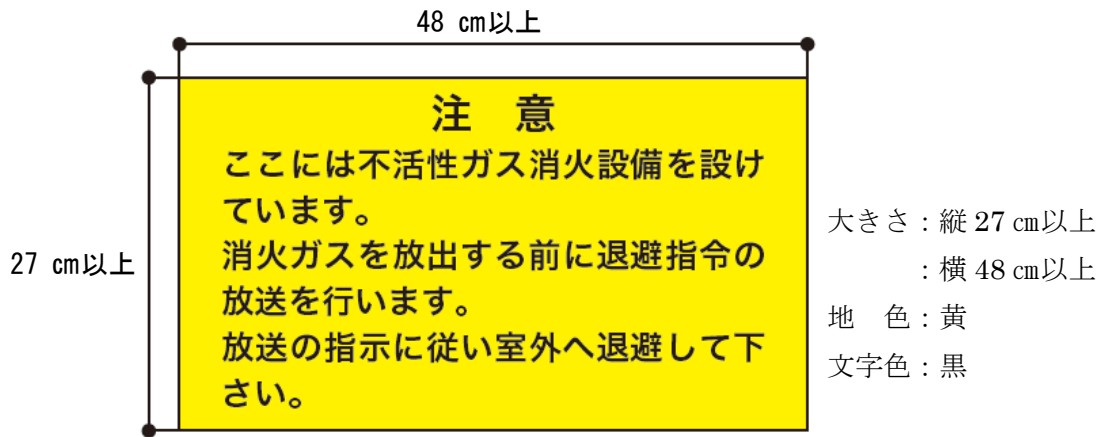 48 cm以上
注 意
ここには不活性ガス消火設備を設け
ています。
消火ガスを放出する前に退避指令の
放送を行います。
放送の指示に従い室外へ退避して下
さい。
27 cm以上
大きさ：縦 27 ㎝以上
：横 48 ㎝以上
地 色：黄
文字色：黒